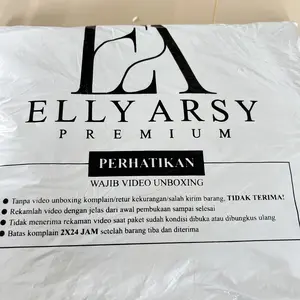 EA
ELLY ARSY
PREMIUM
PERHATIKAN
WAJIB VIDEO UNBOXING
● Tanpa video unboxing komplain/retur kekurangan/salah kirim barang, TIDAK TERIMA!
● Rekamlah video dengan jelas dari awal pembukaan sampai selesai
● Tidak menerima rekaman video saat paket sudah kondisi dibuka atau dibungkus ulang
● Batas komplain 2X24 JAM setelah barang tiba dan diterima